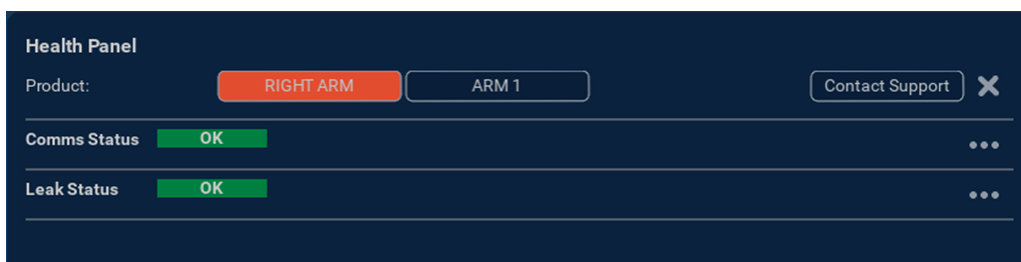 Health Panel
Product: RIGHT ARM ARM 1 Contact Support
Comms Status OK
Leak Status OK